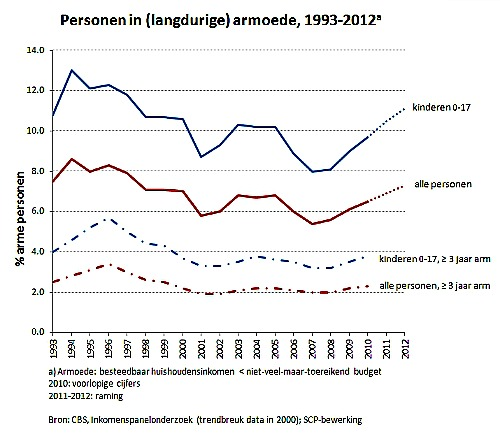 Personen in (langdurige) armoede, 1993-2012ᵃ
14.0
12.0
10.0
8.0
6.0
4.0
2.0
0.0
% arme personen
kinderen 0-17
alle personen
kinderen 0-17, ≥ 3 jaar arm
alle personen, ≥ 3 jaar arm
1993
1994
1995
1996
1997
1998
1999
2000
2001
2002
2003
2004
2005
2006
2007
2008
2009
2010
2011
2012
a) Armoede: besteedbaar huishoudensinkomen < niet-veel-maar-toereikend budget
2010: voorlopige cijfers
2011-2012: raming
Bron: CBS, Inkomenspanelonderzoek (trendbreuk data in 2000); SCP-bewerking